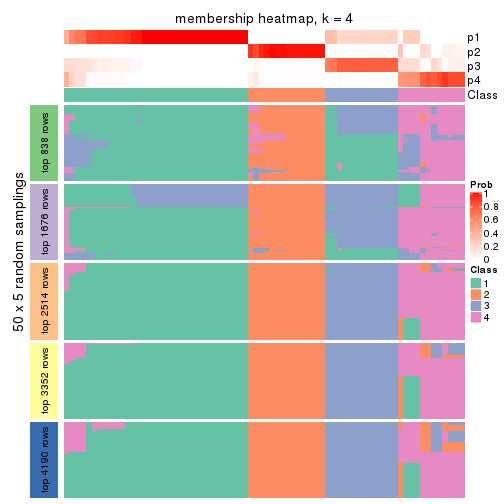 membership heatmap, k = 4
p1
p2
p3
p4
Class
50 x 5 random samplings
top 838 rows
top 1676 rows
top 2514 rows
top 3352 rows
top 4190 rows
Prob
1
0.8
0.6
0.4
0.2
0
Class
1
2
3
4